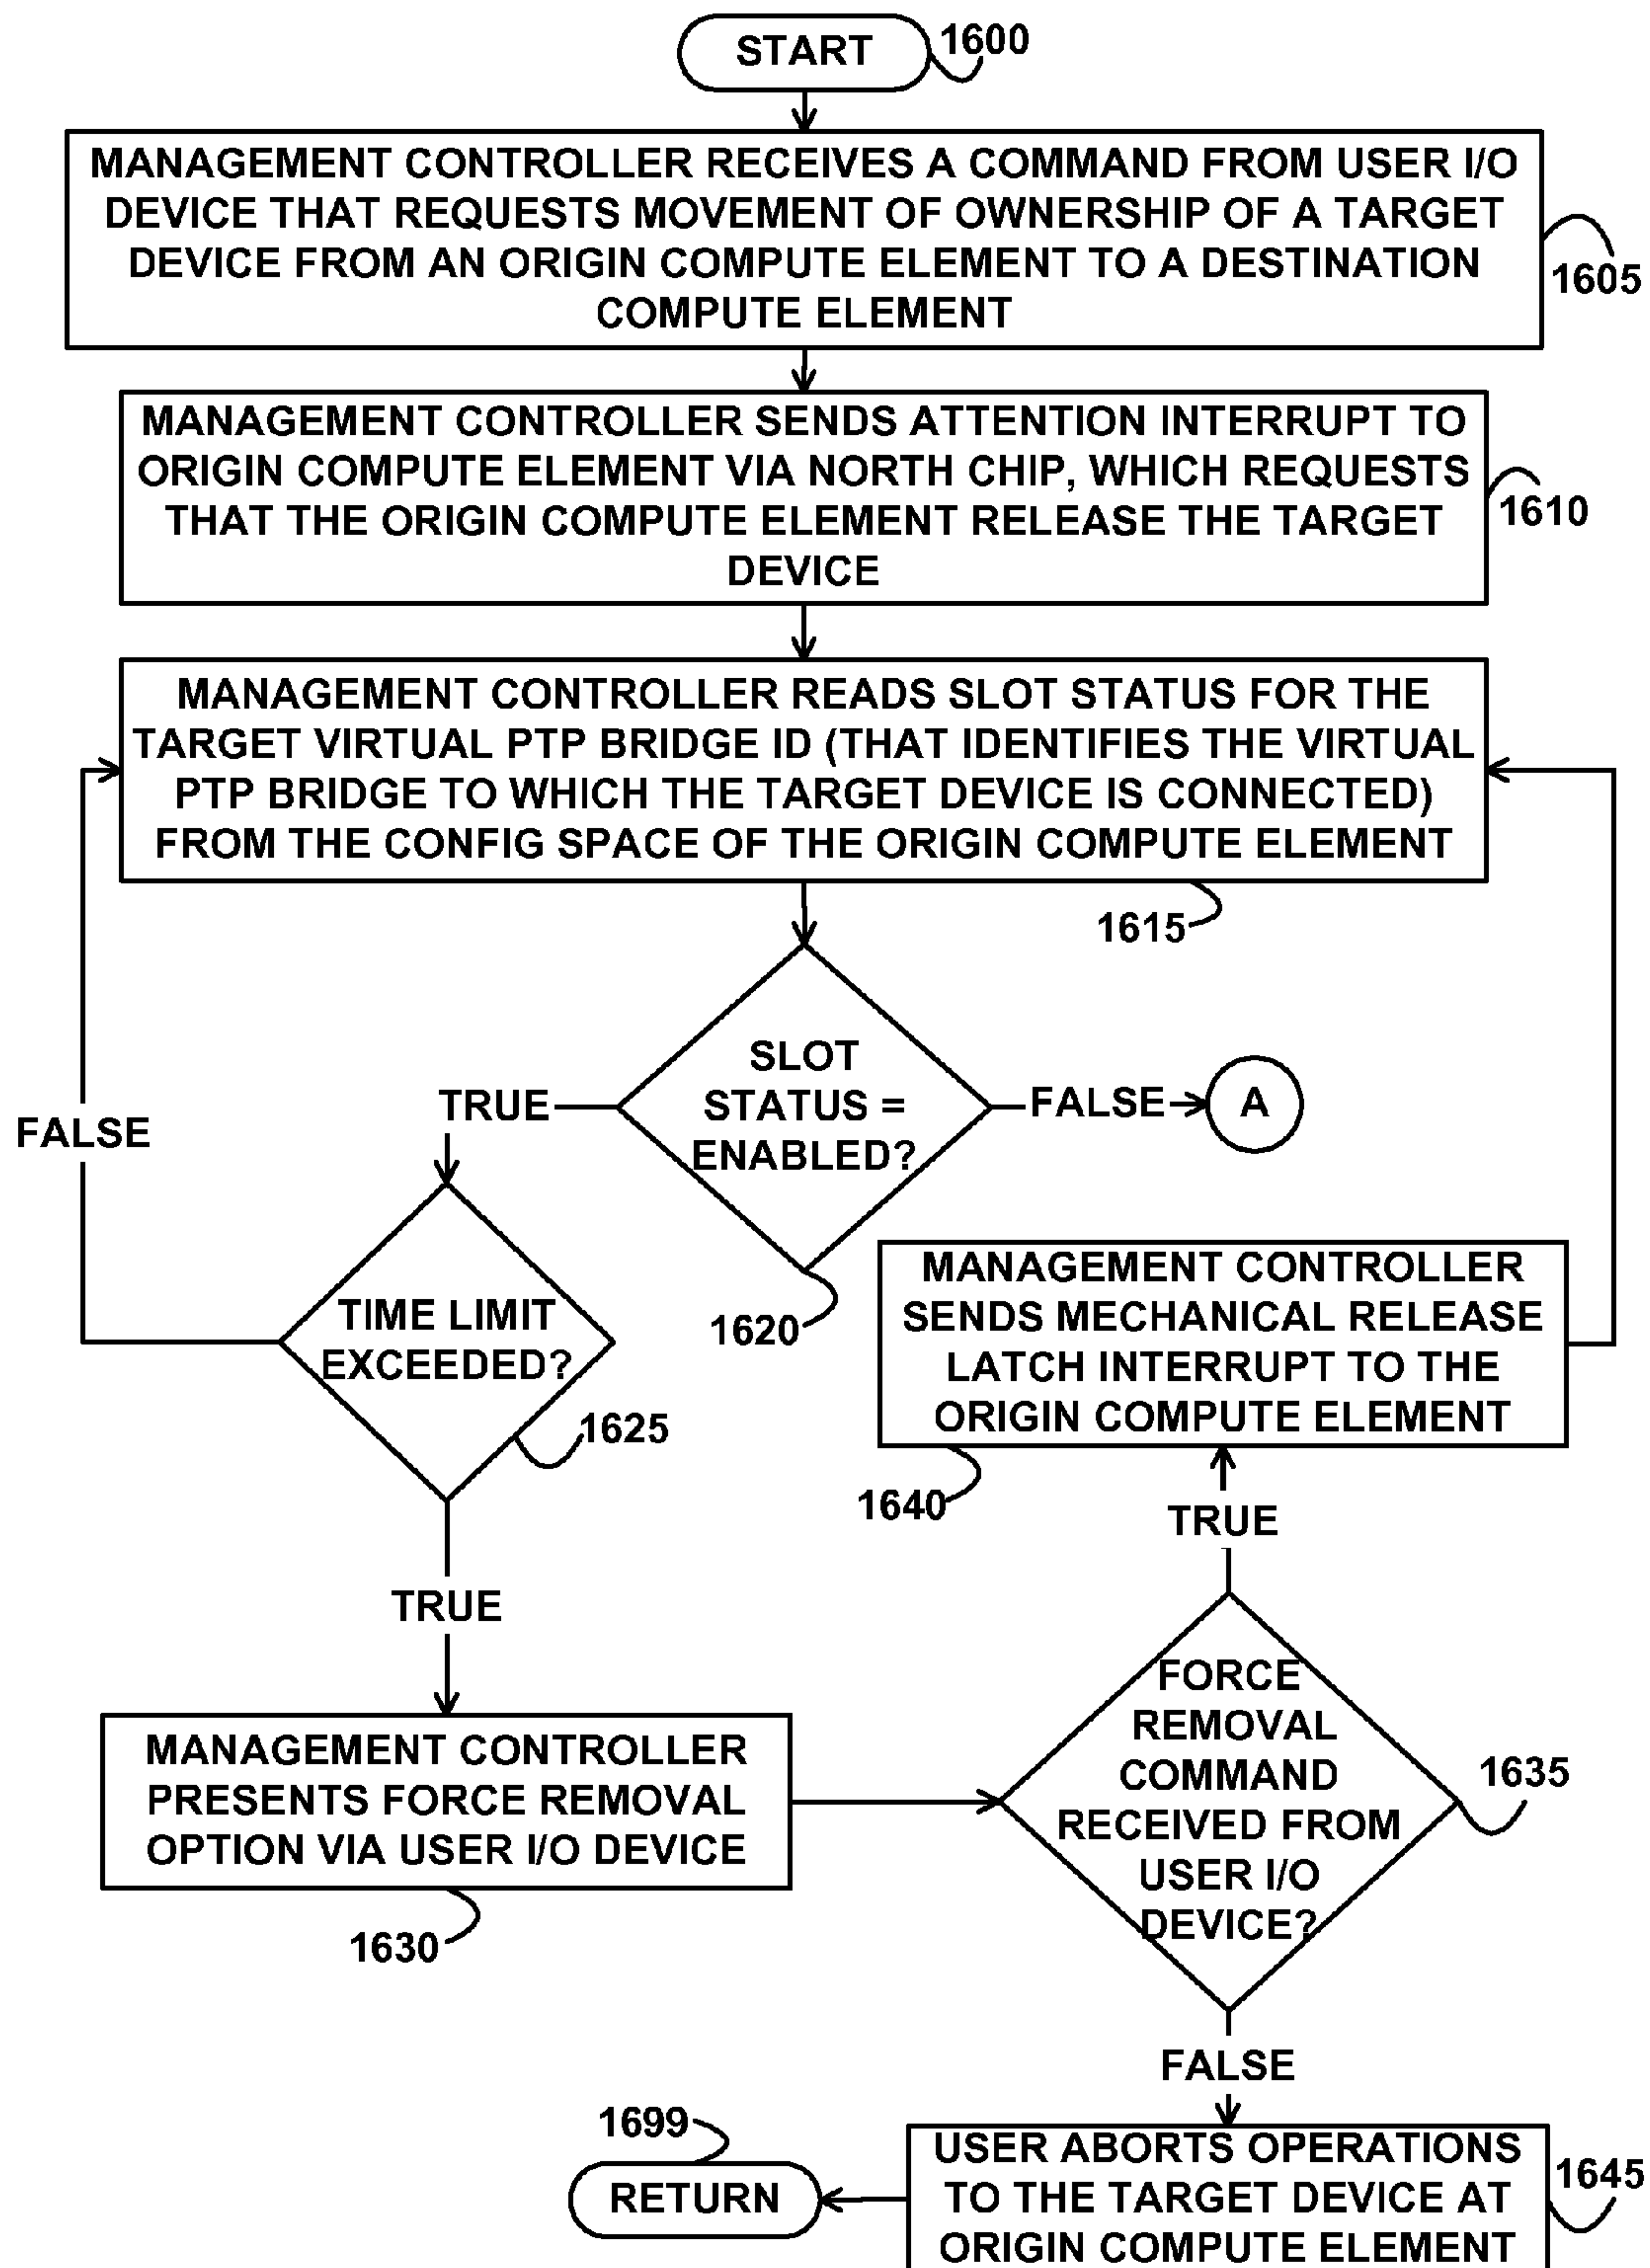 START
1600
MANAGEMENT CONTROLLER RECEIVES A COMMAND FROM USER I/O
DEVICE THAT REQUESTS MOVEMENT OF OWNERSHIP OF A TARGET
DEVICE FROM AN ORIGIN COMPUTE ELEMENT TO A DESTINATION
COMPUTE ELEMENT
1605
MANAGEMENT CONTROLLER SENDS ATTENTION INTERRUPT TO
ORIGIN COMPUTE ELEMENT VIA NORTH CHIP, WHICH REQUESTS
THAT THE ORIGIN COMPUTE ELEMENT RELEASE THE TARGET
DEVICE
1610
MANAGEMENT CONTROLLER READS SLOT STATUS FOR THE
TARGET VIRTUAL PTP BRIDGE ID (THAT IDENTIFIES THE VIRTUAL
PTP BRIDGE TO WHICH THE TARGET DEVICE IS CONNECTED)
FROM THE CONFIG SPACE OF THE ORIGIN COMPUTE ELEMENT
1615
SLOT
STATUS =
ENABLED?
1620
TRUE
FALSE
A
FALSE
TIME LIMIT
EXCEEDED?
1625
MANAGEMENT CONTROLLER
SENDS MECHANICAL RELEASE
LATCH INTERRUPT TO THE
ORIGIN COMPUTE ELEMENT
1640
TRUE
TRUE
MANAGEMENT CONTROLLER
PRESENTS FORCE REMOVAL
OPTION VIA USER I/O DEVICE
1630
FORCE
REMOVAL
COMMAND
RECEIVED FROM
USER I/O
DEVICE?
1635
FALSE
USER ABORTS OPERATIONS
TO THE TARGET DEVICE AT
ORIGIN COMPUTE ELEMENT
1645
1699
RETURN